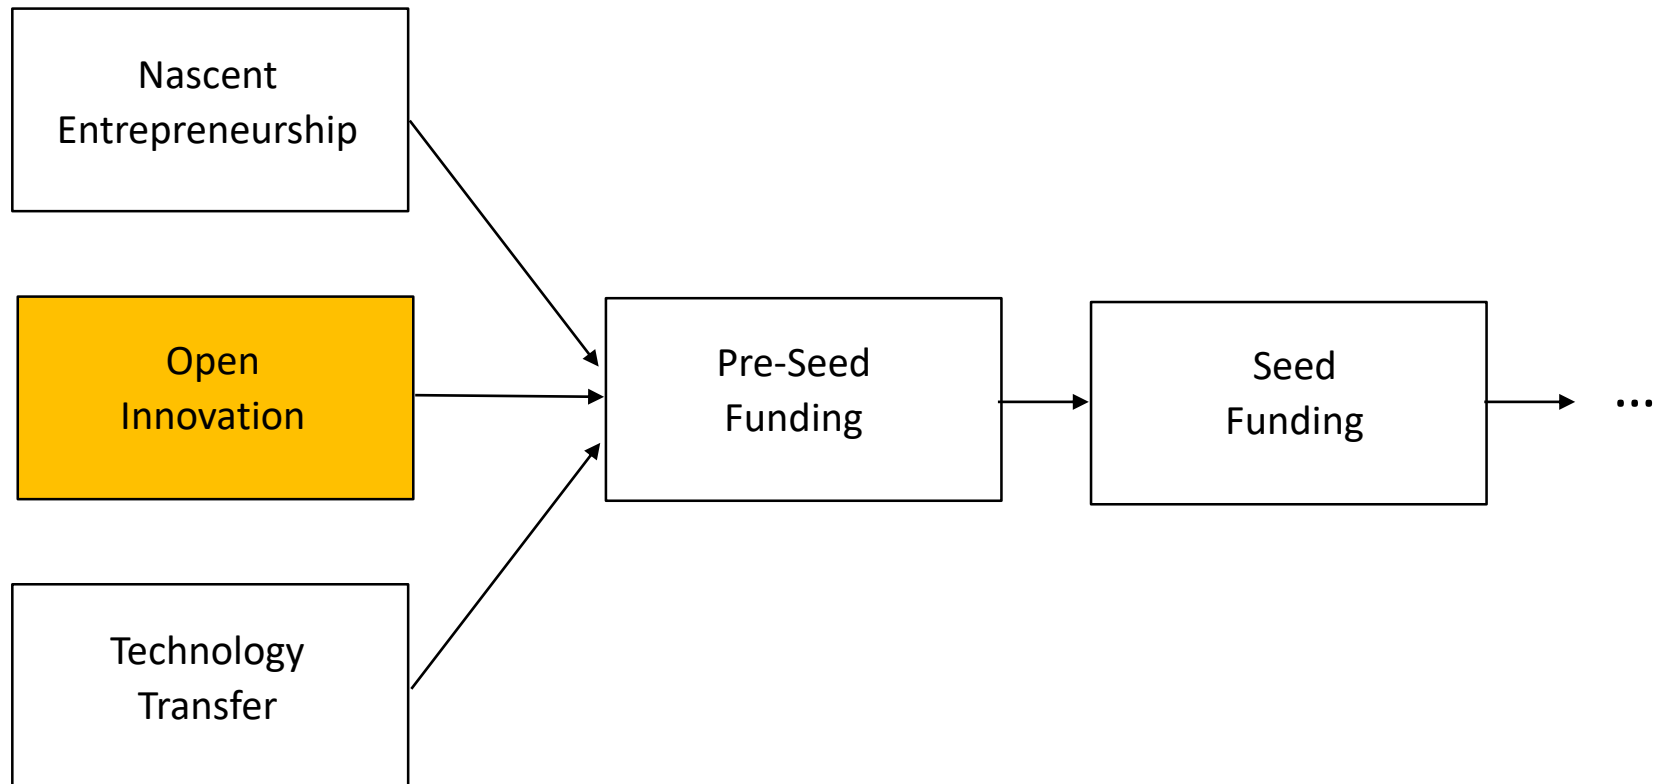 Nascent
Entrepreneurship
Open
Innovation
Technology
Transfer
Pre-Seed
Funding
Seed
Funding
...